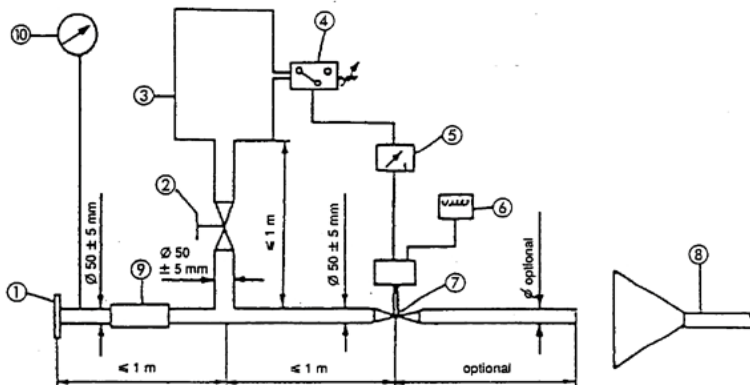 10
4
3
5
2
6
≤ 1 m
Ø 50 ± 5 mm
Ø 50
± 5 mm
Ø 50 ± 5 mm
Ø optional
9
7
8
1
≤ 1 m
≤ 1 m
optional